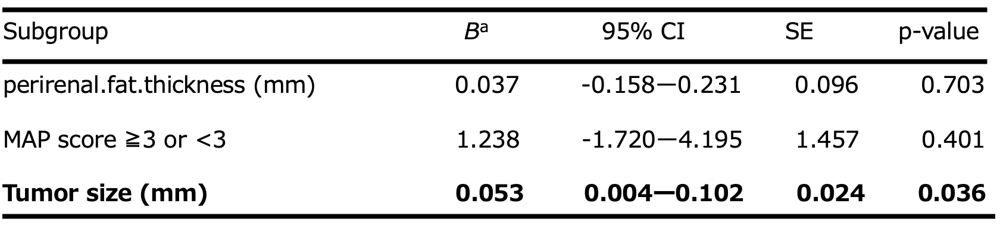 Subgroup Bᵃ 95% CI SE p-value
perirenal.fat.thickness (mm) 0.037 -0.158—0.231 0.096 0.703
MAP score ≧3 or <3 1.238 -1.720—4.195 1.457 0.401
Tumor size (mm) 0.053 0.004—0.102 0.024 0.036